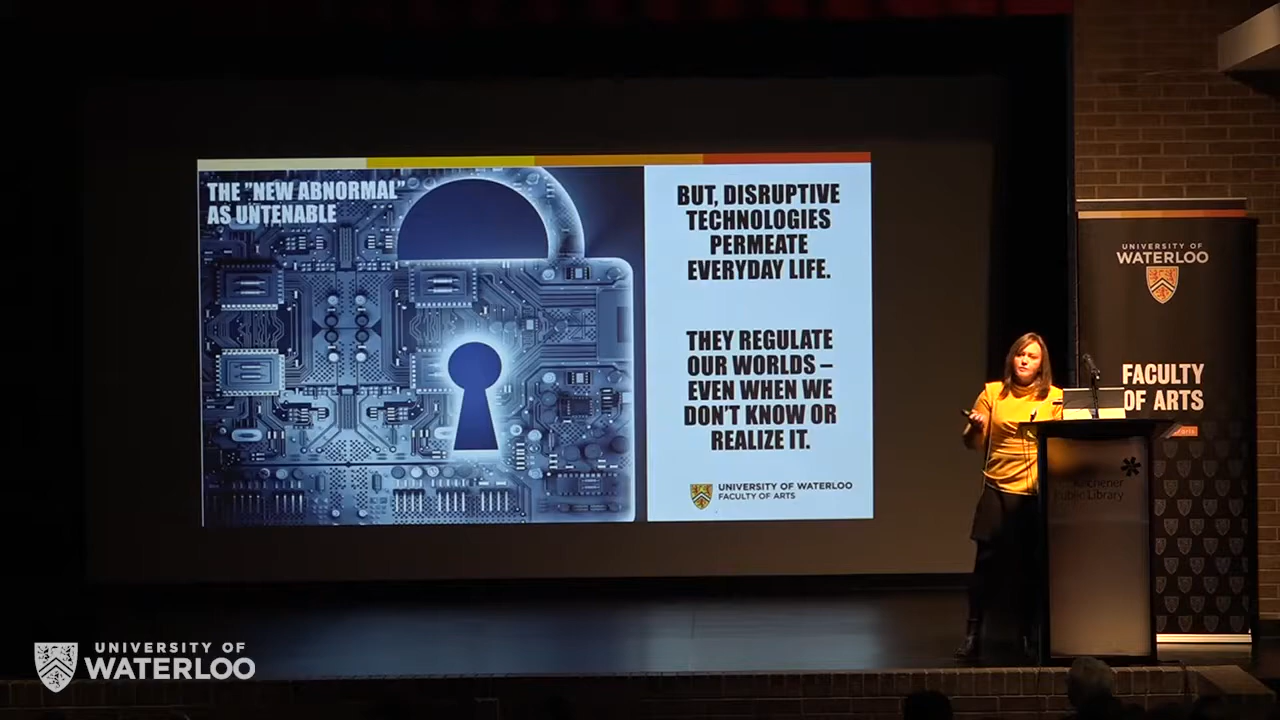 THE "NEW ABNORMAL"
AS UNTENABLE
BUT, DISRUPTIVE
TECHNOLOGIES
PERMEATE
EVERYDAY LIFE.
THEY REGULATE
OUR WORLDS –
EVEN WHEN WE
DON'T KNOW OR
REALIZE IT.
UNIVERSITY OF WATERLOO
FACULTY OF ARTS
UNIVERSITY OF
WATERLOO
FACULTY
OF ARTS
Kitchener
Public Library
UNIVERSITY OF
WATERLOO